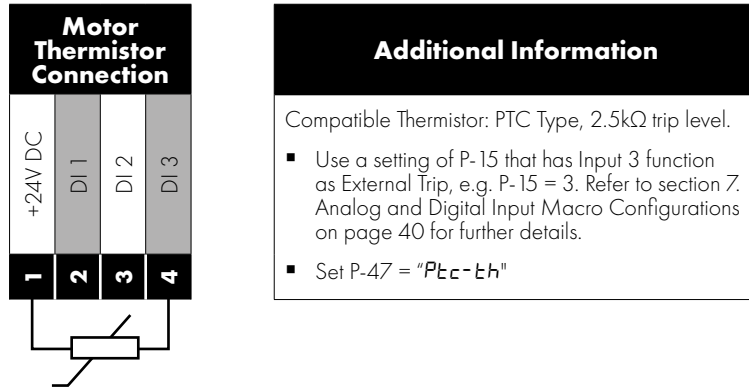 Motor
Thermistor
Connection
+24V DC
DI 1
DI 2
DI 3
1
2
3
4
Additional Information
Compatible Thermistor: PTC Type, 2.5kΩ trip level.
▪ Use a setting of P-15 that has Input 3 function
as External Trip, e.g. P-15 = 3. Refer to section 7.
Analog and Digital Input Macro Configurations
on page 40 for further details.
▪ Set P-47 = “Ptc-th"